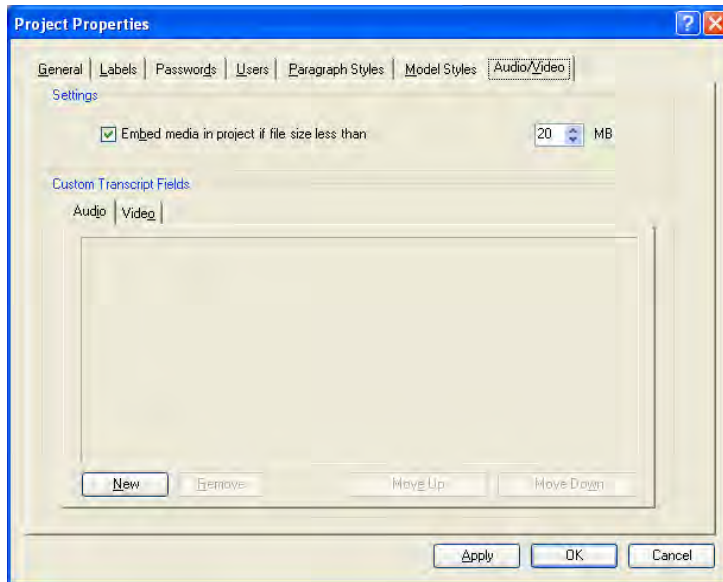 Project Properties
General Labels Passwords Users Paragraph Styles Model Styles Audio/Video
Settings
Embed media in project if file size less than 20 MB
Custom Transcript Fields
Audio Video
New Remove Move Up Move Down
Apply OK Cancel